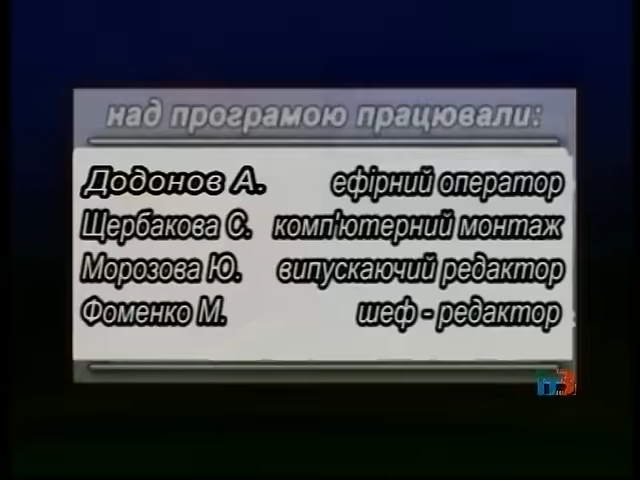 над програмою працювали:
Додонов А. ефірний оператор
Щербакова С. комп'ютерний монтаж
Морозова Ю. випускаючий редактор
Фоменко М. шеф - редактор